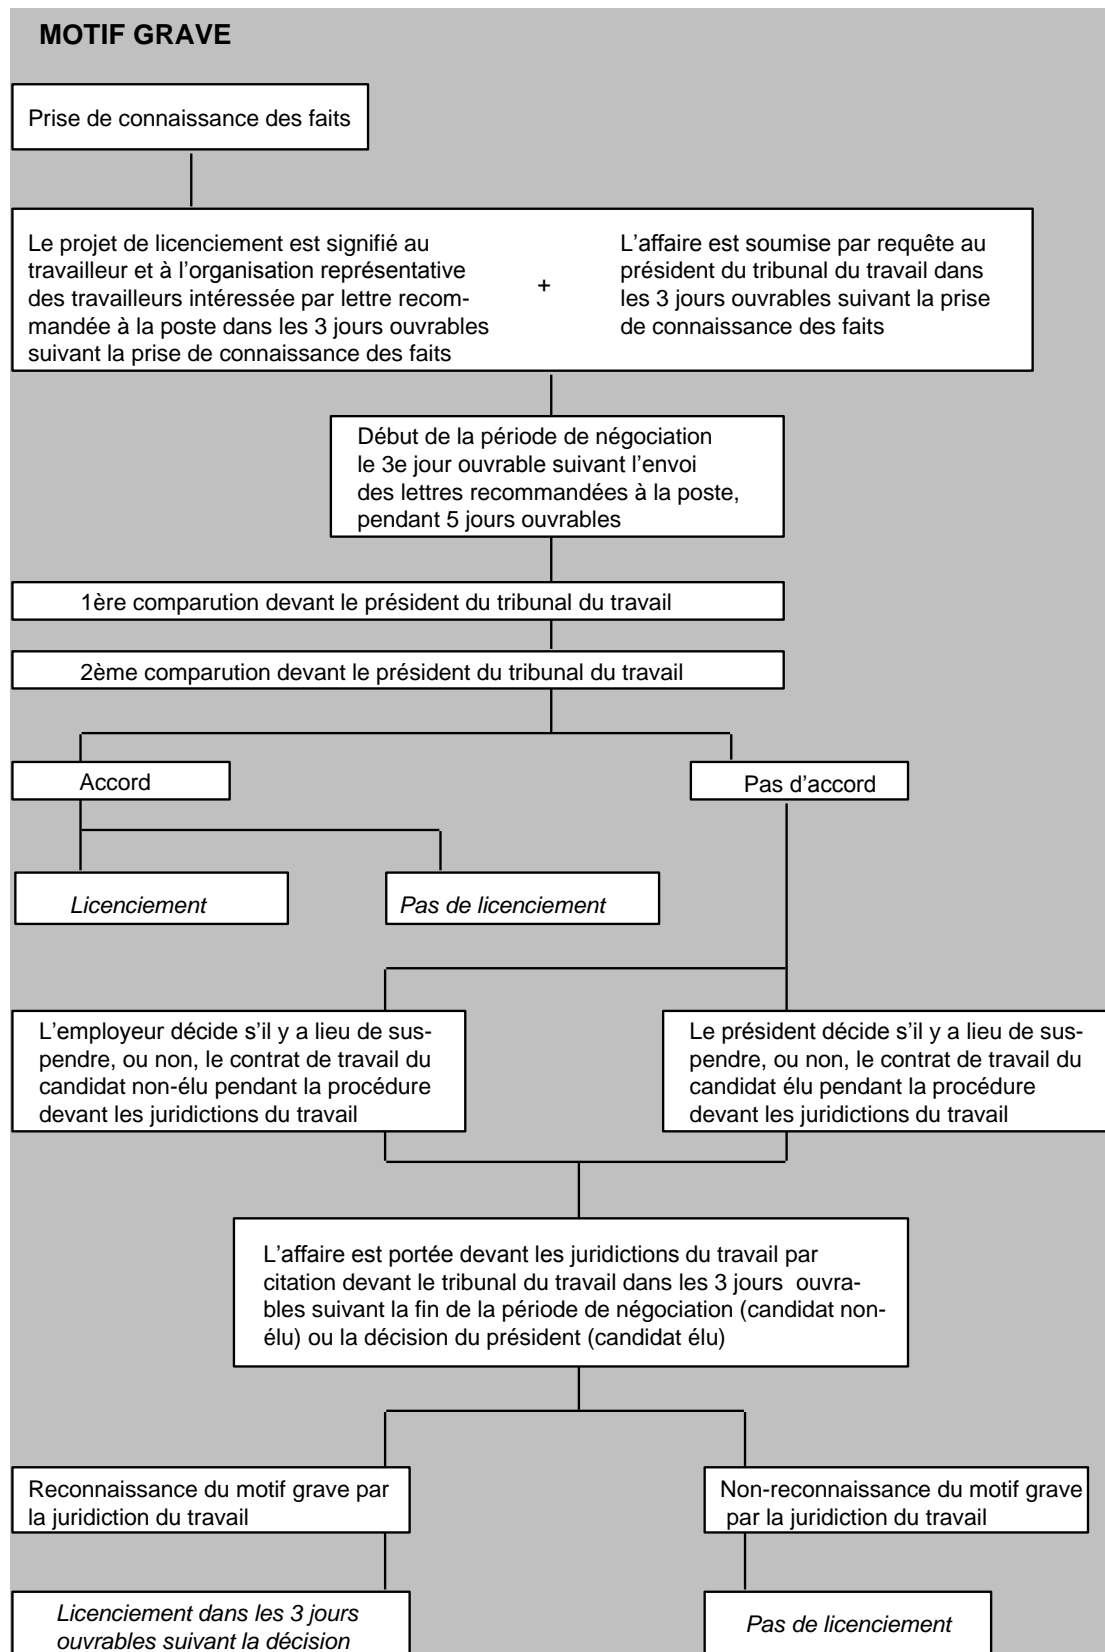 MOTIF GRAVE
Prise de connaissance des faits
Le projet de licenciement est signifié au
travailleur et à l'organisation représentative
des travailleurs intéressée par lettre recom-
mandée à la poste dans les 3 jours ouvrables
suivant la prise de connaissance des faits
+
L'affaire est soumise par requête au
président du tribunal du travail dans
les 3 jours ouvrables suivant la prise
de connaissance des faits
Début de la période de négociation
le 3e jour ouvrable suivant l'envoi
des lettres recommandées à la poste,
pendant 5 jours ouvrables
1ère comparution devant le président du tribunal du travail
2ème comparution devant le président du tribunal du travail
Accord
Pas d'accord
Licenciement
Pas de licenciement
L'employeur décide s'il y a lieu de sus-
pendre, ou non, le contrat de travail du
candidat non-élu pendant la procédure
devant les juridictions du travail
Le président décide s'il y a lieu de sus-
pendre, ou non, le contrat de travail du
candidat élu pendant la procédure
devant les juridictions du travail
L'affaire est portée devant les juridictions du travail par
citation devant le tribunal du travail dans les 3 jours ouvra-
bles suivant la fin de la période de négociation (candidat non-
élu) ou la décision du président (candidat élu)
Reconnaissance du motif grave par
la juridiction du travail
Non-reconnaissance du motif grave
par la juridiction du travail
Licenciement dans les 3 jours
ouvrables suivant la décision
Pas de licenciement